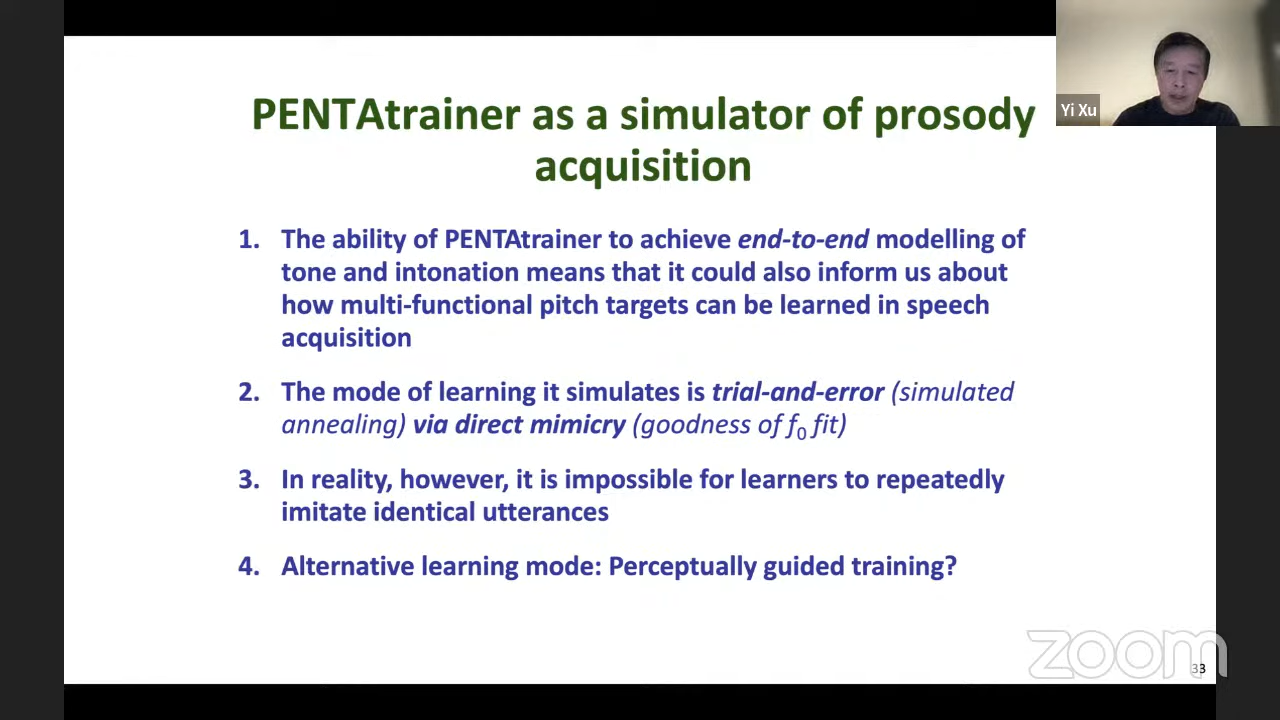 PENTAtrainer as a simulator of prosody
acquisition
Yi Xu
1. The ability of PENTAtrainer to achieve end-to-end modelling of
tone and intonation means that it could also inform us about
how multi-functional pitch targets can be learned in speech
acquisition
2. The mode of learning it simulates is trial-and-error (simulated
annealing) via direct mimicry (goodness of f0 fit)
3. In reality, however, it is impossible for learners to repeatedly
imitate identical utterances
4. Alternative learning mode: Perceptually guided training?
zoom
33